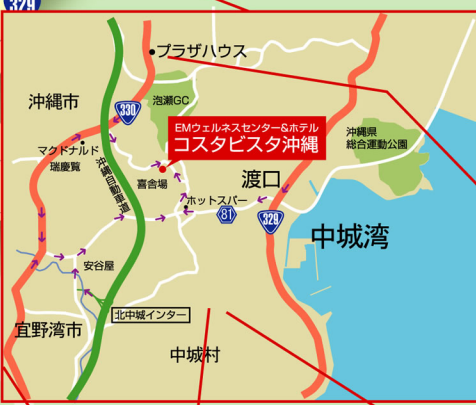 329
プラザハウス
沖縄市
330
泡瀬GC
EMウェルネスセンター&ホテル
コスタビスタ沖縄
沖縄県
総合運動公園
マクドナルド
瑞慶覧
沖縄自動車道
喜舎場
渡口
ホットスパー
81
329
中城湾
安谷屋
北中城インター
宜野湾市
中城村